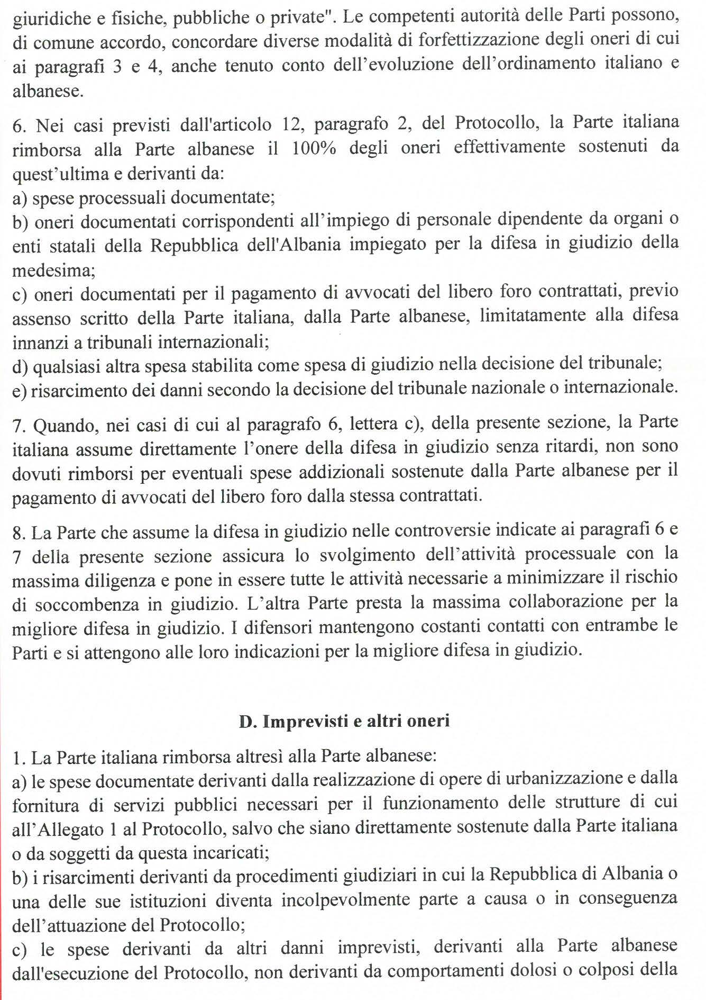 giuridiche e fisiche, pubbliche o private". Le competenti autorità delle Parti possono,
di comune accordo, concordare diverse modalità di forfettizzazione degli oneri di cui
ai paragrafi 3 e 4, anche tenuto conto dell’evoluzione dell’ordinamento italiano e
albanese.
6. Nei casi previsti dall'articolo 12, paragrafo 2, del Protocollo, la Parte italiana
rimborsa alla Parte albanese il 100% degli oneri effettivamente sostenuti da
quest’ultima e derivanti da:
a) spese processuali documentate;
b) oneri documentati corrispondenti all’impiego di personale dipendente da organi o
enti statali della Repubblica dell'Albania impiegato per la difesa in giudizio della
medesima;
c) oneri documentati per il pagamento di avvocati del libero foro contrattati, previo
assenso scritto della Parte italiana, dalla Parte albanese, limitatamente alla difesa
innanzi a tribunali internazionali;
d) qualsiasi altra spesa stabilita come spesa di giudizio nella decisione del tribunale;
e) risarcimento dei danni secondo la decisione del tribunale nazionale o internazionale.
7. Quando, nei casi di cui al paragrafo 6, lettera c), della presente sezione, la Parte
italiana assume direttamente l’onere della difesa in giudizio senza ritardi, non sono
dovuti rimborsi per eventuali spese addizionali sostenute dalla Parte albanese per il
pagamento di avvocati del libero foro dalla stessa contrattati.
8. La Parte che assume la difesa in giudizio nelle controversie indicate ai paragrafi 6 e
7 della presente sezione assicura lo svolgimento dell’attività processuale con la
massima diligenza e pone in essere tutte le attività necessarie a minimizzare il rischio
di soccombenza in giudizio. L’altra Parte presta la massima collaborazione per la
migliore difesa in giudizio. I difensori mantengono costanti contatti con entrambe le
Parti e si attengono alle loro indicazioni per la migliore difesa in giudizio.
D. Imprevisti e altri oneri
1. La Parte italiana rimborsa altresì alla Parte albanese:
a) le spese documentate derivanti dalla realizzazione di opere di urbanizzazione e dalla
fornitura di servizi pubblici necessari per il funzionamento delle strutture di cui
all’Allegato 1 al Protocollo, salvo che siano direttamente sostenute dalla Parte italiana
o da soggetti da questa incaricati;
b) i risarcimenti derivanti da procedimenti giudiziari in cui la Repubblica di Albania o
una delle sue istituzioni diventa incolpevolmente parte a causa o in conseguenza
dell’attuazione del Protocollo;
c) le spese derivanti da altri danni imprevisti, derivanti alla Parte albanese
dall'esecuzione del Protocollo, non derivanti da comportamenti dolosi o colposi della